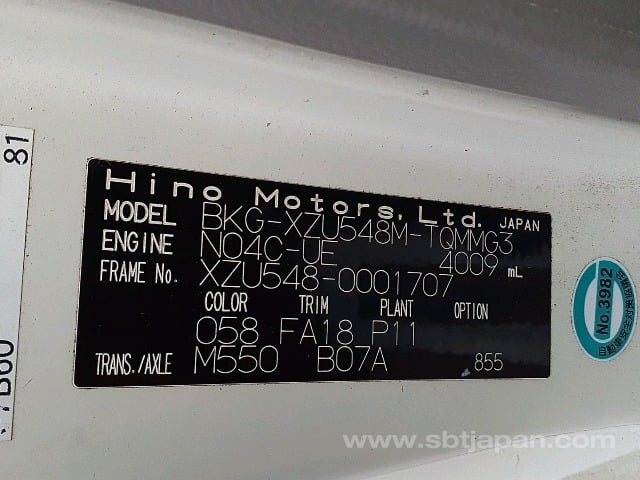 81
Hino Motors, Ltd. JAPAN
MODEL BKG-XZU548M-TQMMG3
ENGINE N04C-UE 4009 mL
FRAME No. XZU548-0001707
COLOR TRIM PLANT OPTION
058 FA18 P11
TRANS./AXLE M550 B07A 855
No.3982
www.sbtjapan.com